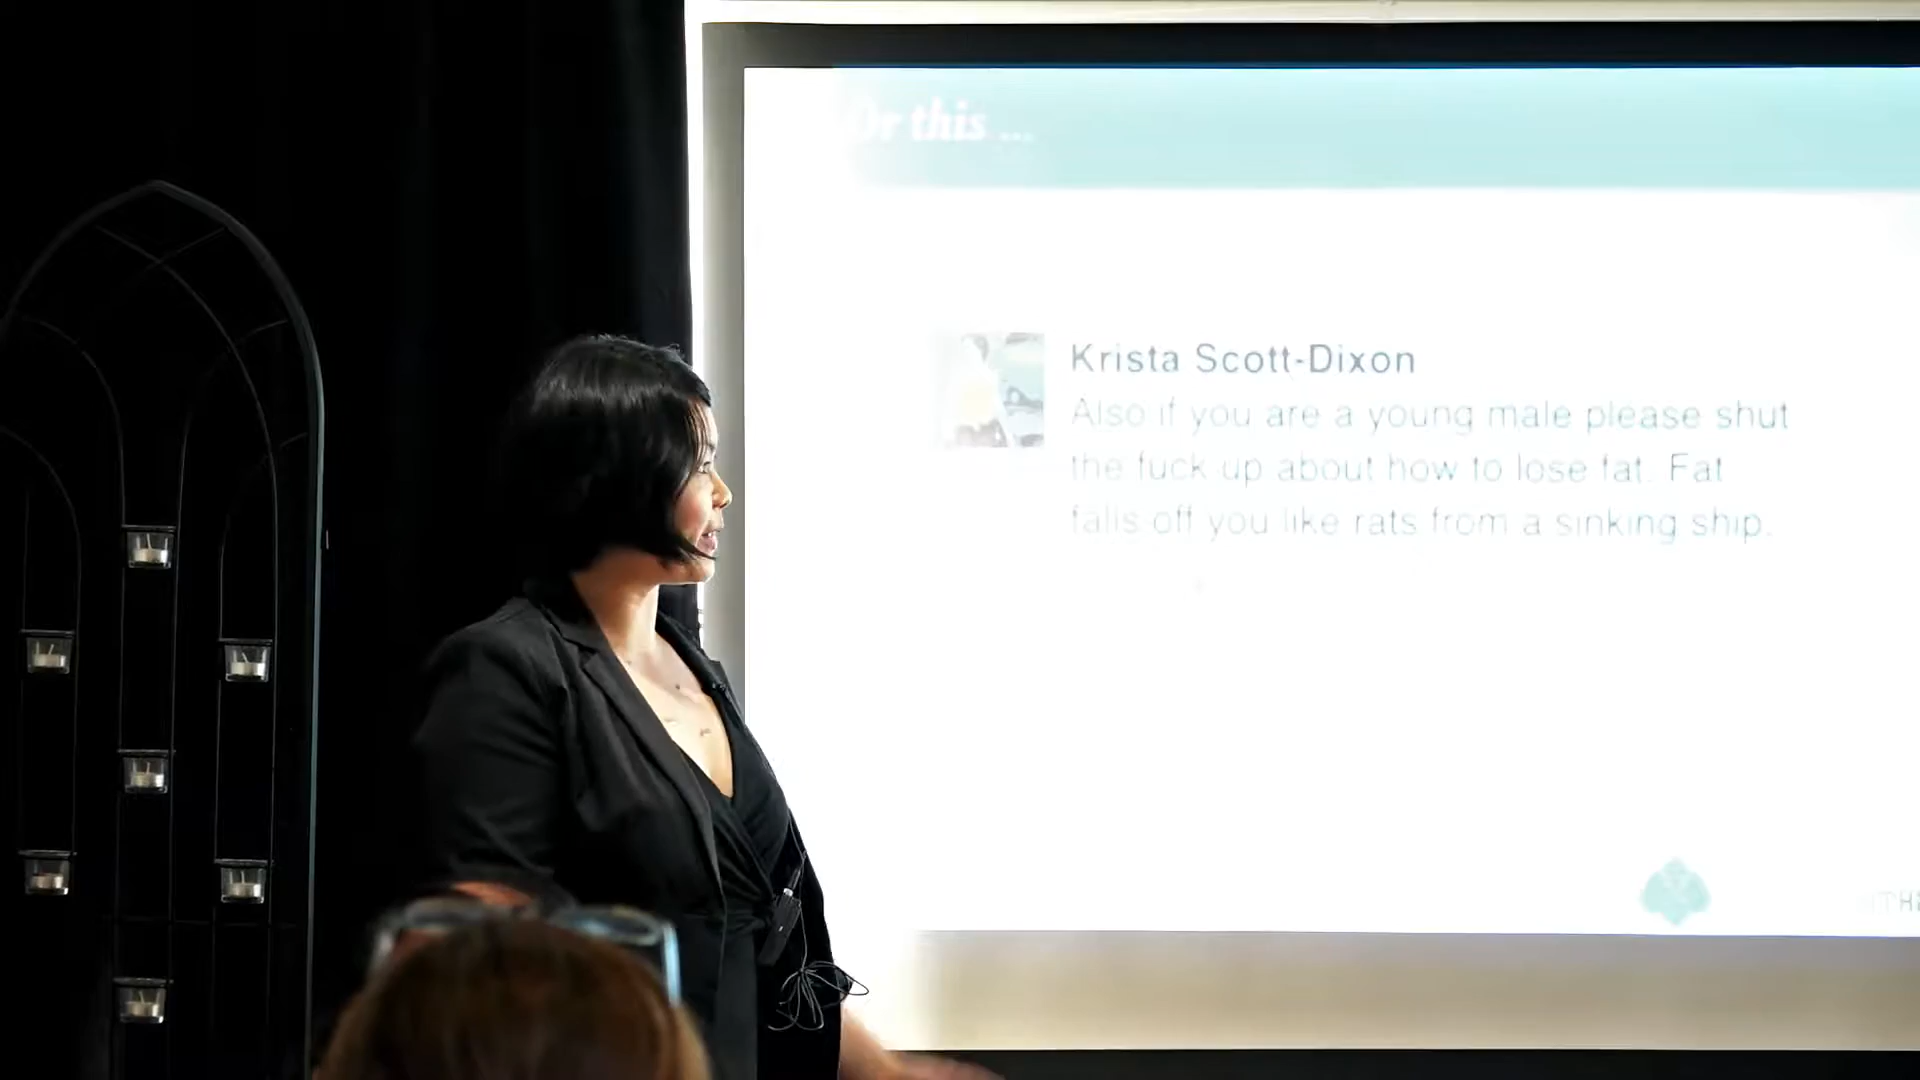 Or this ...
Krista Scott-Dixon
Also if you are a young male please shut
the fuck up about how to lose fat. Fat
falls off you like rats from a sinking ship.